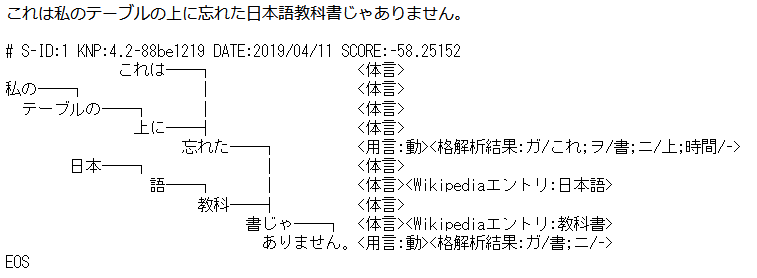 これは私のテーブルの上に忘れた日本語教科書じゃありません。
# S-ID:1 KNP:4.2-88be1219 DATE:2019/04/11 SCORE:-58.25152
これは──┐ <体言>
私の──┐ │ <体言>
テーブルの──┐ │ <体言>
上に──┤ <体言>
忘れた──┐ <用言:動><格解析結果:ガ/これ;ヲ/書;ニ/上;時間/->
日本──┐ │ <体言>
語──┐ │ <体言><Wikipediaエントリ:日本語>
教科──┤ <体言>
書じゃ──┐ <体言><Wikipediaエントリ:教科書>
ありません。<用言:動><格解析結果:ガ/書;ニ/->
EOS